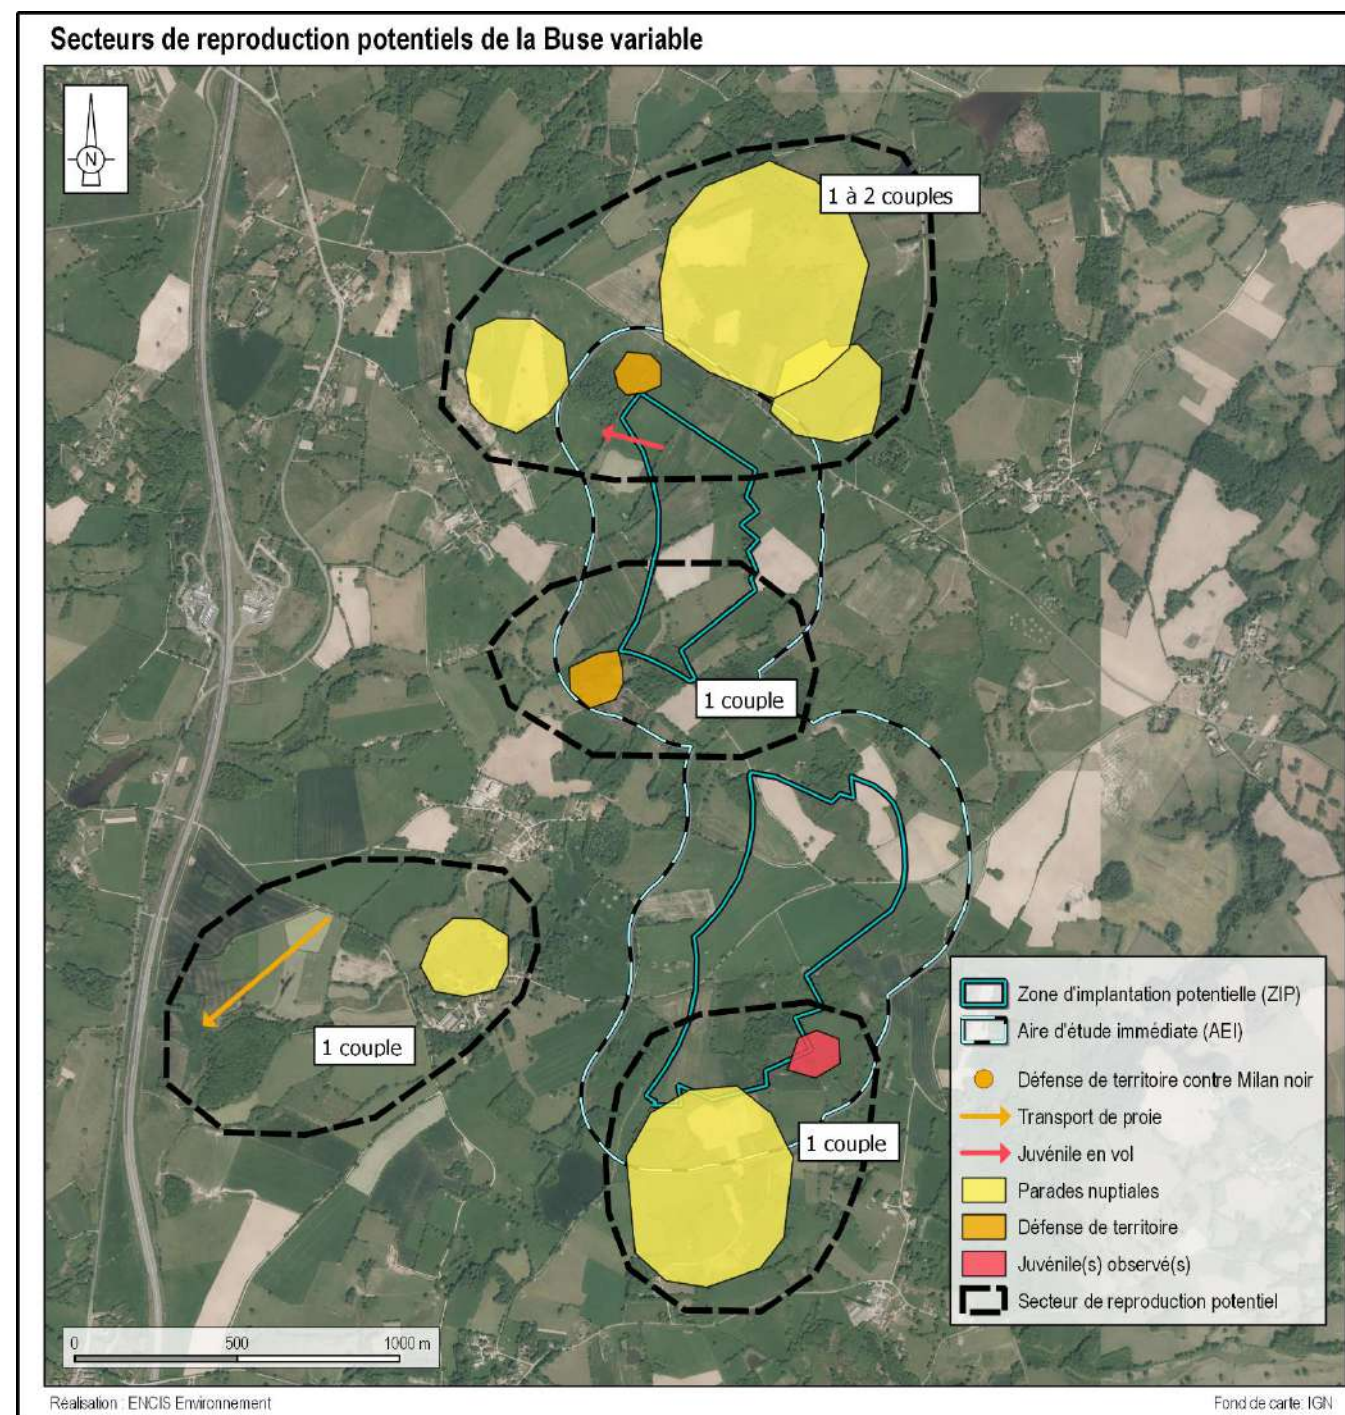 Secteurs de reproduction potentiels de la Buse variable
N
1 à 2 couples
1 couple
1 couple
1 couple
Zone d'implantation potentielle (ZIP)
Aire d'étude immédiate (AEI)
Défense de territoire contre Milan noir
Transport de proie
Juvénile en vol
Parades nuptiales
Défense de territoire
Juvénile(s) observé(s)
Secteur de reproduction potentiel
0 500 1000 m
Réalisation : ENCIS Environnement
Fond de carte: IGN